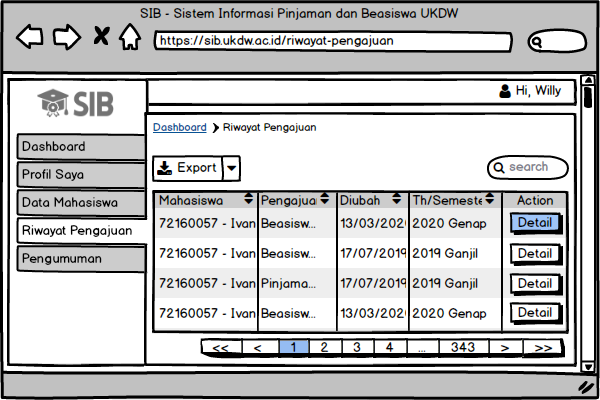 SIB - Sistem Informasi Pinjaman dan Beasiswa UKDW
https://sib.ukdw.ac.id/riwayat-pengajuan
SIB
Hi, Willy
Dashboard
Profil Saya
Data Mahasiswa
Riwayat Pengajuan
Pengumuman
Dashboard Riwayat Pengajuan
Export search
Mahasiswa Pengajua Diubah Th/Semeste Action
72160057 - Ivan Beasisw... 13/03/202 2020 Genap Detail
72160057 - Ivan Beasisw... 17/07/2019 2019 Ganjil Detail
72160057 - Ivan Pinjama... 17/07/2019 2019 Ganjil Detail
72160057 - Ivan Beasisw... 13/03/202 2020 Genap Detail
<< < 1 2 3 4 ... 343 > >>